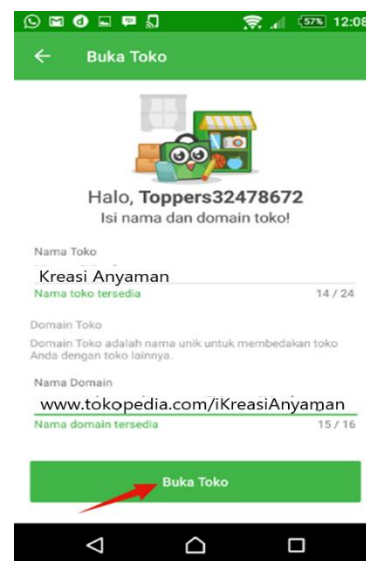 57% 12:08
Buka Toko
Halo, Toppers32478672
Isi nama dan domain toko!
Nama Toko
Kreasi Anyaman
Nama toko tersedia 14 / 24
Domain Toko
Domain Toko adalah nama unik untuk membedakan toko
Anda dengan toko lainnya.
Nama Domain
www.tokopedia.com/iKreasiAnyaman
Nama domain tersedia 15 / 16
Buka Toko